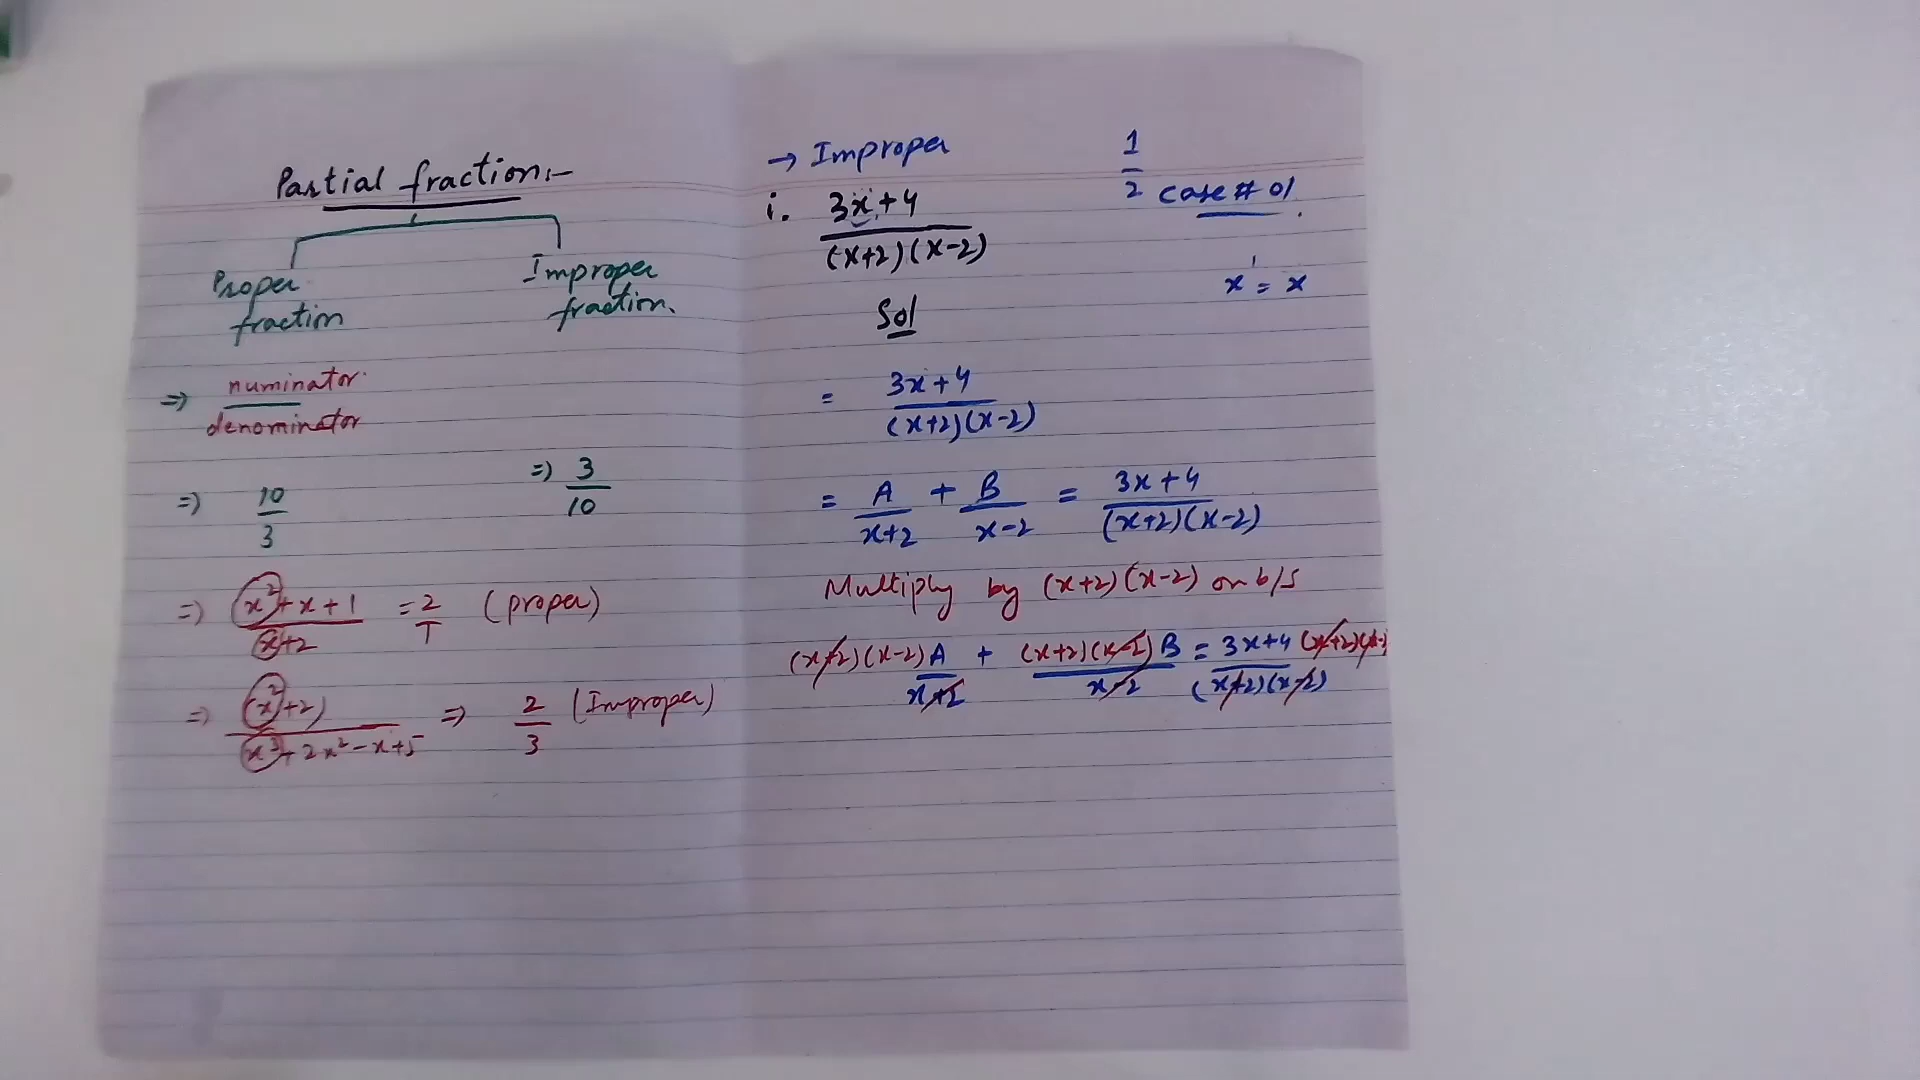 Partial fraction:-
Proper fraction
Improper fraction.
=> numinator
denominator
=> 10/3
=> 3/10
=> x²+x+1 / x+2 = 2/1 (proper)
=> (x²+2) / x³+2x²-x+5 => 2/3 (Improper)
→ Improper
1/2 case # 01.
i. 3x+4 / (x+2)(x-2)
x' = x
Sol
= 3x+4 / (x+2)(x-2)
= A/x+2 + B/x-2 = 3x+4 / (x+2)(x-2)
Multiply by (x+2)(x-2) on b/s
(x+2)(x-2)A / x+2 + (x+2)(x-2)B / x-2 = 3x+4 (x+2)(x-2) / (x+2)(x-2)